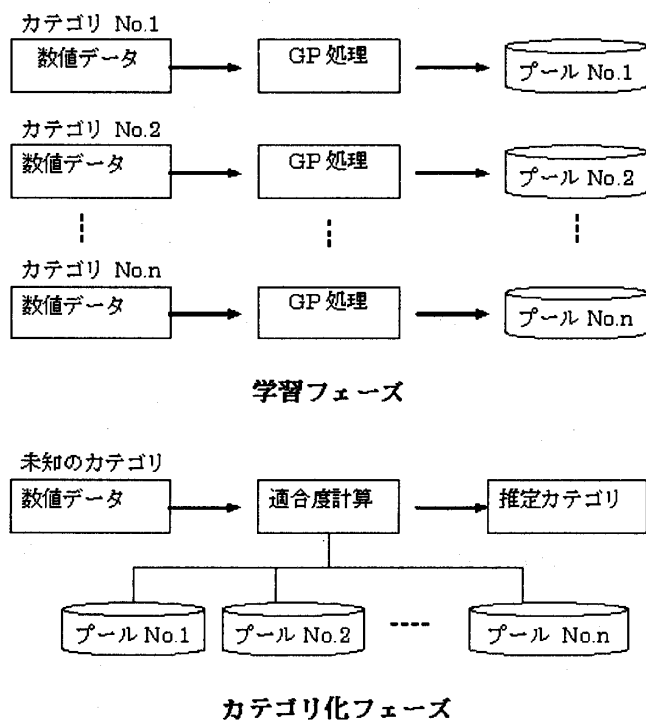 カテゴリ No.1
数値データ
GP 処理
プール No.1
カテゴリ No.2
数値データ
GP 処理
プール No.2
カテゴリ No.n
数値データ
GP 処理
プール No.n
学習フェーズ
未知のカテゴリ
数値データ
適合度計算
推定カテゴリ
プール No.1
プール No.2
プール No.n
カテゴリ化フェーズ